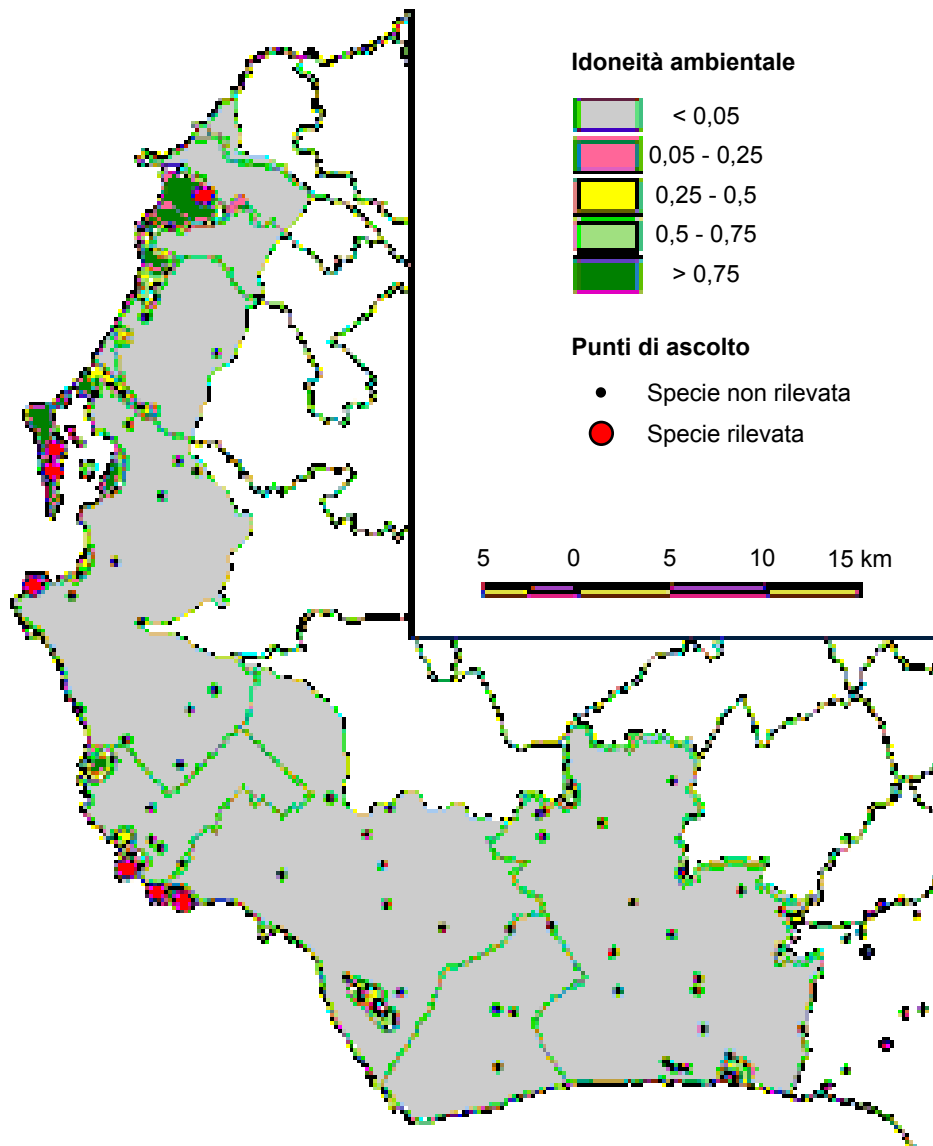 Idoneità ambientale
< 0,05
0,05 - 0,25
0,25 - 0,5
0,5 - 0,75
> 0,75
Punti di ascolto
Specie non rilevata
Specie rilevata
5 0 5 10 15 km